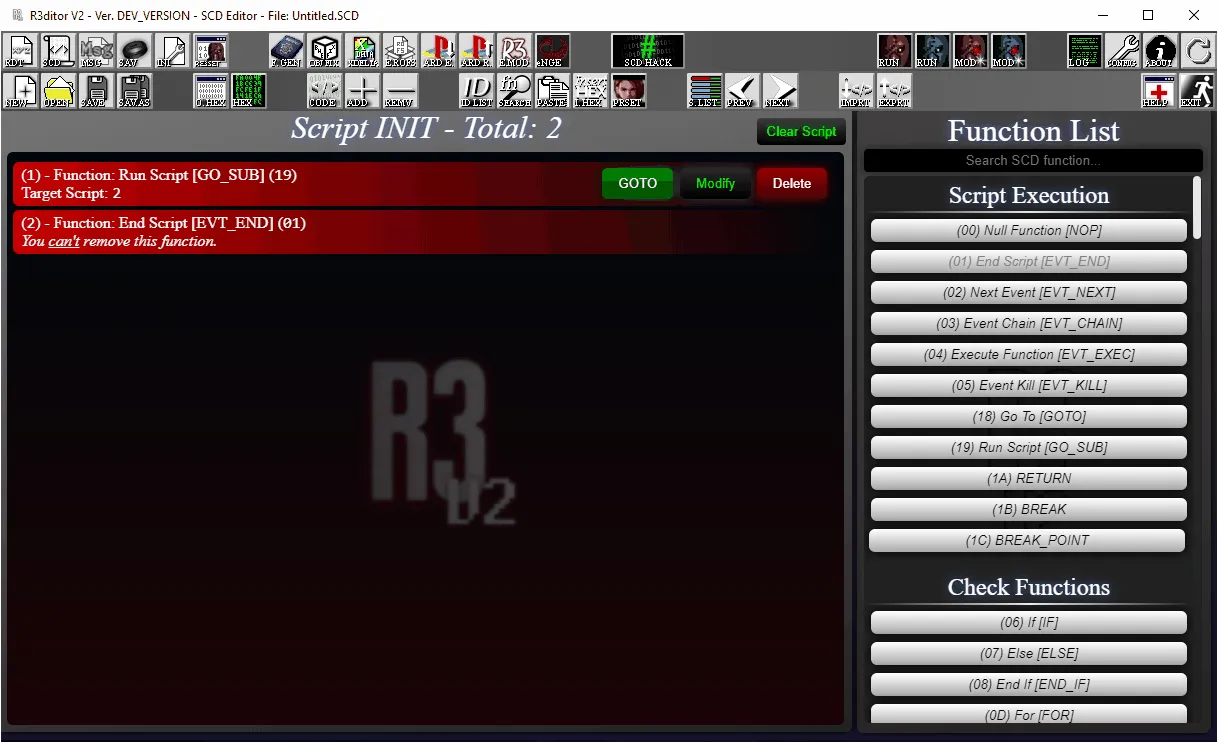 R3ditor V2 - Ver. DEV_VERSION - SCD Editor - File: Untitled.SCD
RDT SCD MSG SAV INI RE3SET F. GEN OBJ FIX XDELTA E.ROFS ARD E. ARD R. E.MOD eNGE SCD HACK RUN RUN MOD* MOD* LOG CONFIG ABOUT
NEW OPEN SAVE SAV.AS O.HEX HEX CODE ADD REMV ID LIST SEARCH PASTE I.HEX PRSET S.LIST PREV NEXT IMPRT EXPRT HELP EXIT
Script INIT - Total: 2
Clear Script
(1) - Function: Run Script [GO_SUB] (19)
Target Script: 2
GOTO
Modify
Delete
(2) - Function: End Script [EVT_END] (01)
You can't remove this function.
R3
V2
Function List
Search SCD function...
Script Execution
(00) Null Function [NOP]
(01) End Script [EVT_END]
(02) Next Event [EVT_NEXT]
(03) Event Chain [EVT_CHAIN]
(04) Execute Function [EVT_EXEC]
(05) Event Kill [EVT_KILL]
(18) Go To [GOTO]
(19) Run Script [GO_SUB]
(1A) RETURN
(1B) BREAK
(1C) BREAK_POINT
Check Functions
(06) If [IF]
(07) Else [ELSE]
(08) End If [END_IF]
(0D) For [FOR]